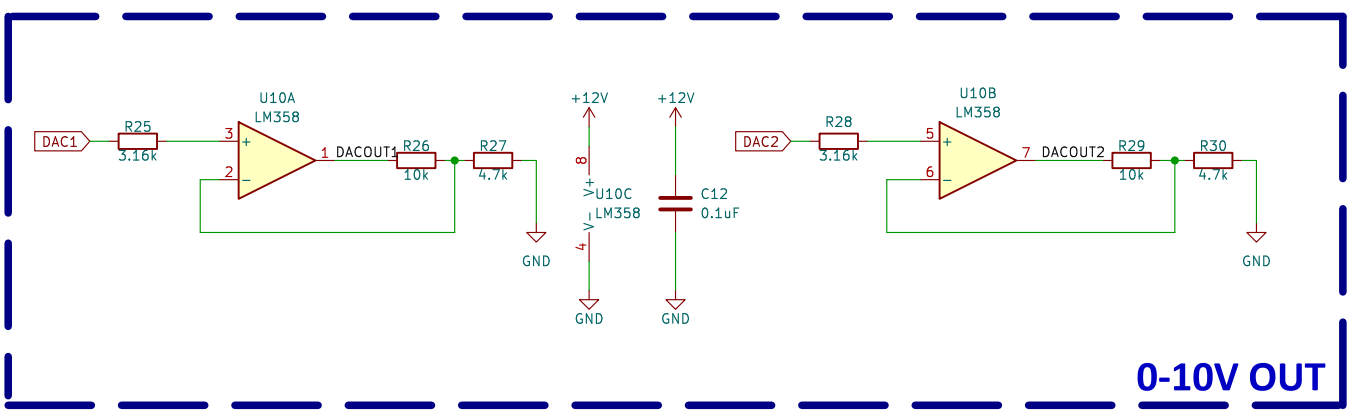 U10A
LM358
DAC1
R25
3.16k
3
+
2
−
1
DACOUT1
R26
10k
R27
4.7k
GND
+12V
8
V+
U10C
LM358
V−
4
GND
+12V
C12
0.1uF
GND
U10B
LM358
DAC2
R28
3.16k
5
+
6
−
7
DACOUT2
R29
10k
R30
4.7k
GND
0-10V OUT